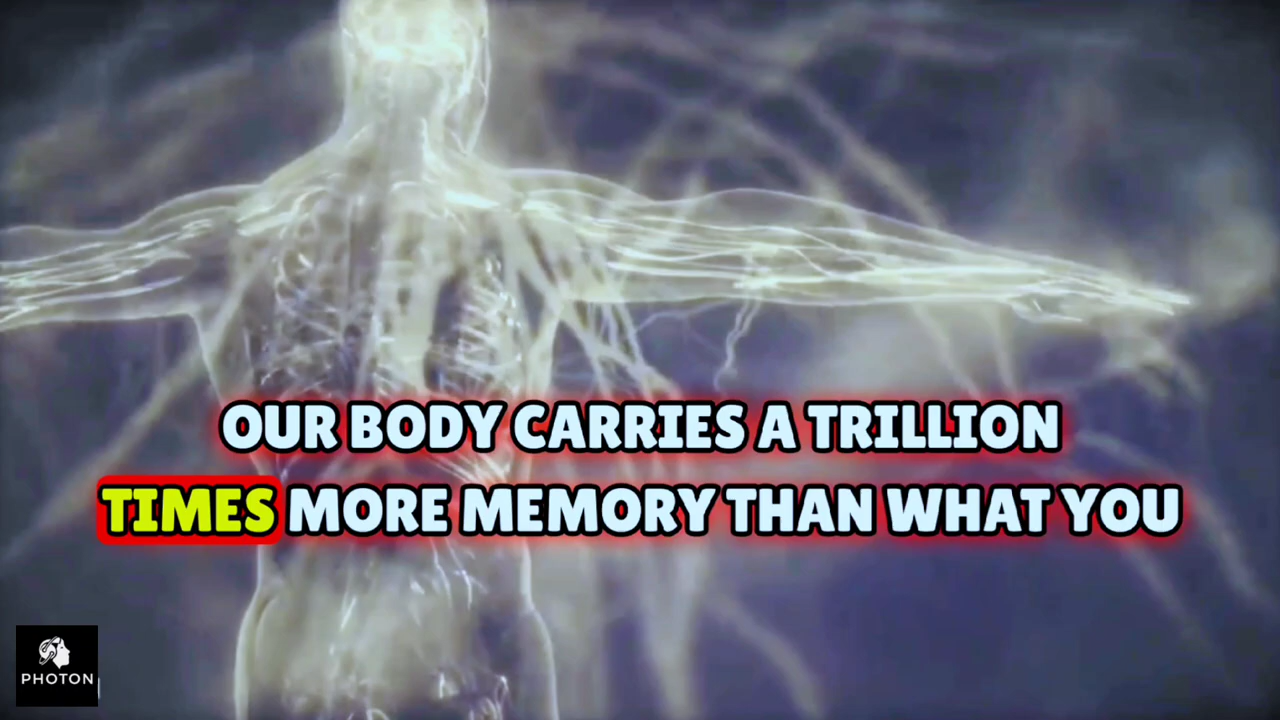 OUR BODY CARRIES A TRILLION
TIMES MORE MEMORY THAN WHAT YOU
PHOTON